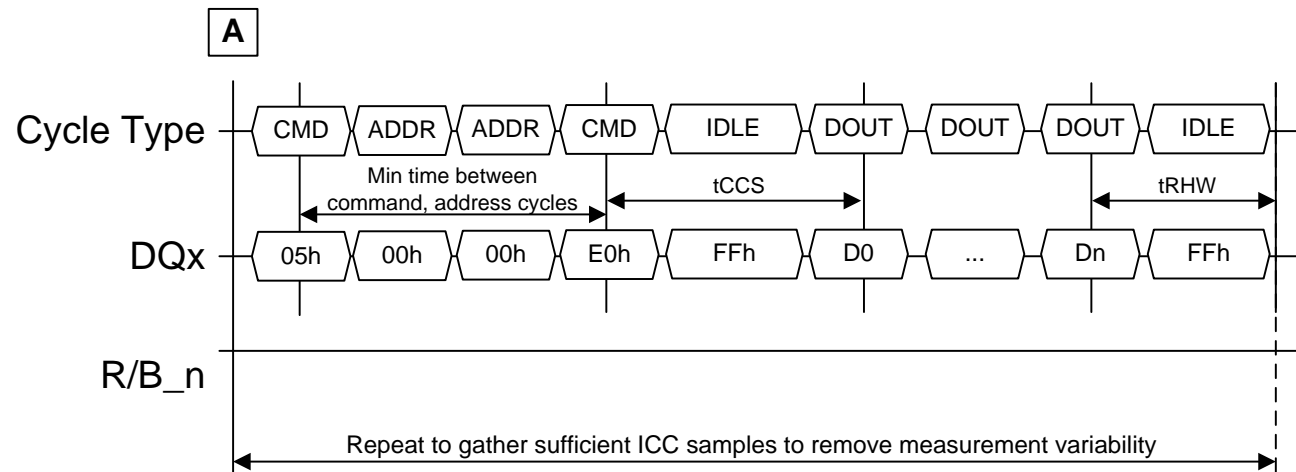 A
Cycle Type CMD ADDR ADDR CMD IDLE DOUT DOUT DOUT IDLE
Min time between
command, address cycles
tCCS
tRHW
DQx 05h 00h 00h E0h FFh D0 ... Dn FFh
R/B_n
Repeat to gather sufficient ICC samples to remove measurement variability